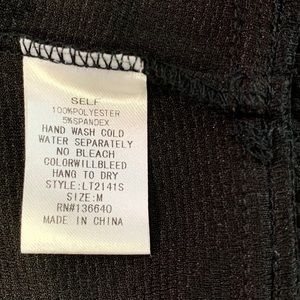 SELF
100%POLYESTER
5%SPANDEX
HAND WASH COLD
WATER SEPARATELY
NO BLEACH
COLORWILLBLEED
HANG TO DRY
STYLE:LT2141S
SIZE:M
RN#136640
MADE IN CHINA